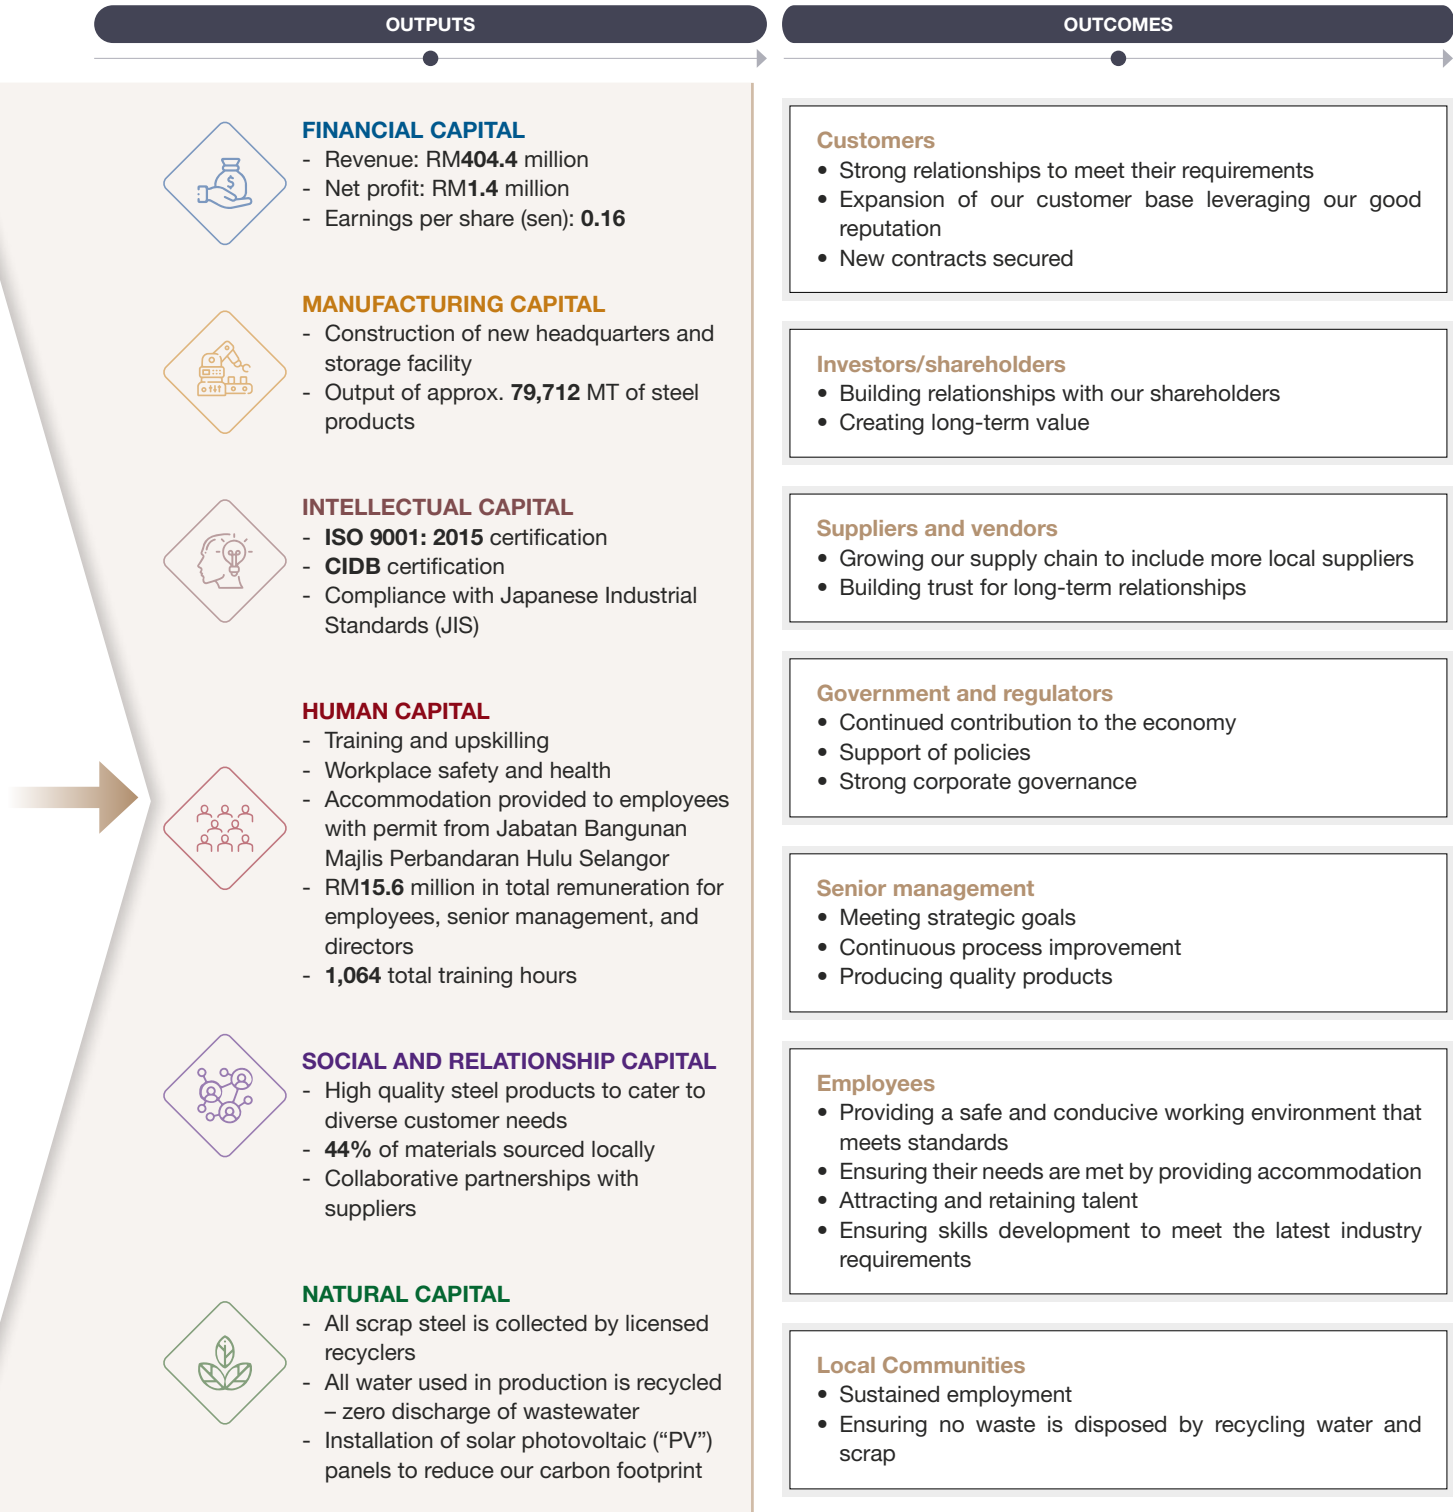 OUTPUTS
FINANCIAL CAPITAL
- Revenue: RM404.4 million
- Net profit: RM1.4 million
- Earnings per share (sen): 0.16
MANUFACTURING CAPITAL
- Construction of new headquarters and
storage facility
- Output of approx. 79,712 MT of steel
products
INTELLECTUAL CAPITAL
- ISO 9001: 2015 certification
- CIDB certification
- Compliance with Japanese Industrial
Standards (JIS)
HUMAN CAPITAL
- Training and upskilling
- Workplace safety and health
- Accommodation provided to employees
with permit from Jabatan Bangunan
Majlis Perbandaran Hulu Selangor
- RM15.6 million in total remuneration for
employees, senior management, and
directors
- 1,064 total training hours
SOCIAL AND RELATIONSHIP CAPITAL
- High quality steel products to cater to
diverse customer needs
- 44% of materials sourced locally
- Collaborative partnerships with
suppliers
NATURAL CAPITAL
- All scrap steel is collected by licensed
recyclers
- All water used in production is recycled
– zero discharge of wastewater
- Installation of solar photovoltaic (“PV”)
panels to reduce our carbon footprint
OUTCOMES
Customers
• Strong relationships to meet their requirements
• Expansion of our customer base leveraging our good
reputation
• New contracts secured
Investors/shareholders
• Building relationships with our shareholders
• Creating long-term value
Suppliers and vendors
• Growing our supply chain to include more local suppliers
• Building trust for long-term relationships
Government and regulators
• Continued contribution to the economy
• Support of policies
• Strong corporate governance
Senior management
• Meeting strategic goals
• Continuous process improvement
• Producing quality products
Employees
• Providing a safe and conducive working environment that
meets standards
• Ensuring their needs are met by providing accommodation
• Attracting and retaining talent
• Ensuring skills development to meet the latest industry
requirements
Local Communities
• Sustained employment
• Ensuring no waste is disposed by recycling water and
scrap